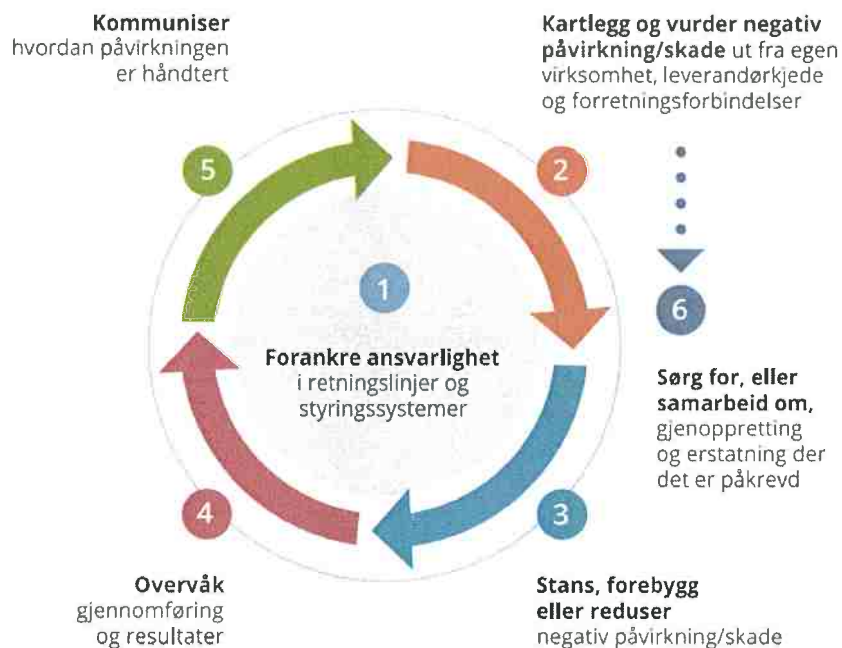 Kommuniser
hvordan påvirkningen
er håndtert
Kartlegg og vurder negativ
påvirkning/skade ut fra egen
virksomhet, leverandørkjede
og forretningsforbindelser
5
2
1
Forankre ansvarlighet
i retningslinjer og
styringssystemer
6
Sørg for, eller
samarbeid om,
gjenoppretting
og erstatning der
det er påkrevd
4
3
Overvåk
gjennomføring
og resultater
Stans, forebygg
eller reduser
negativ påvirkning/skade